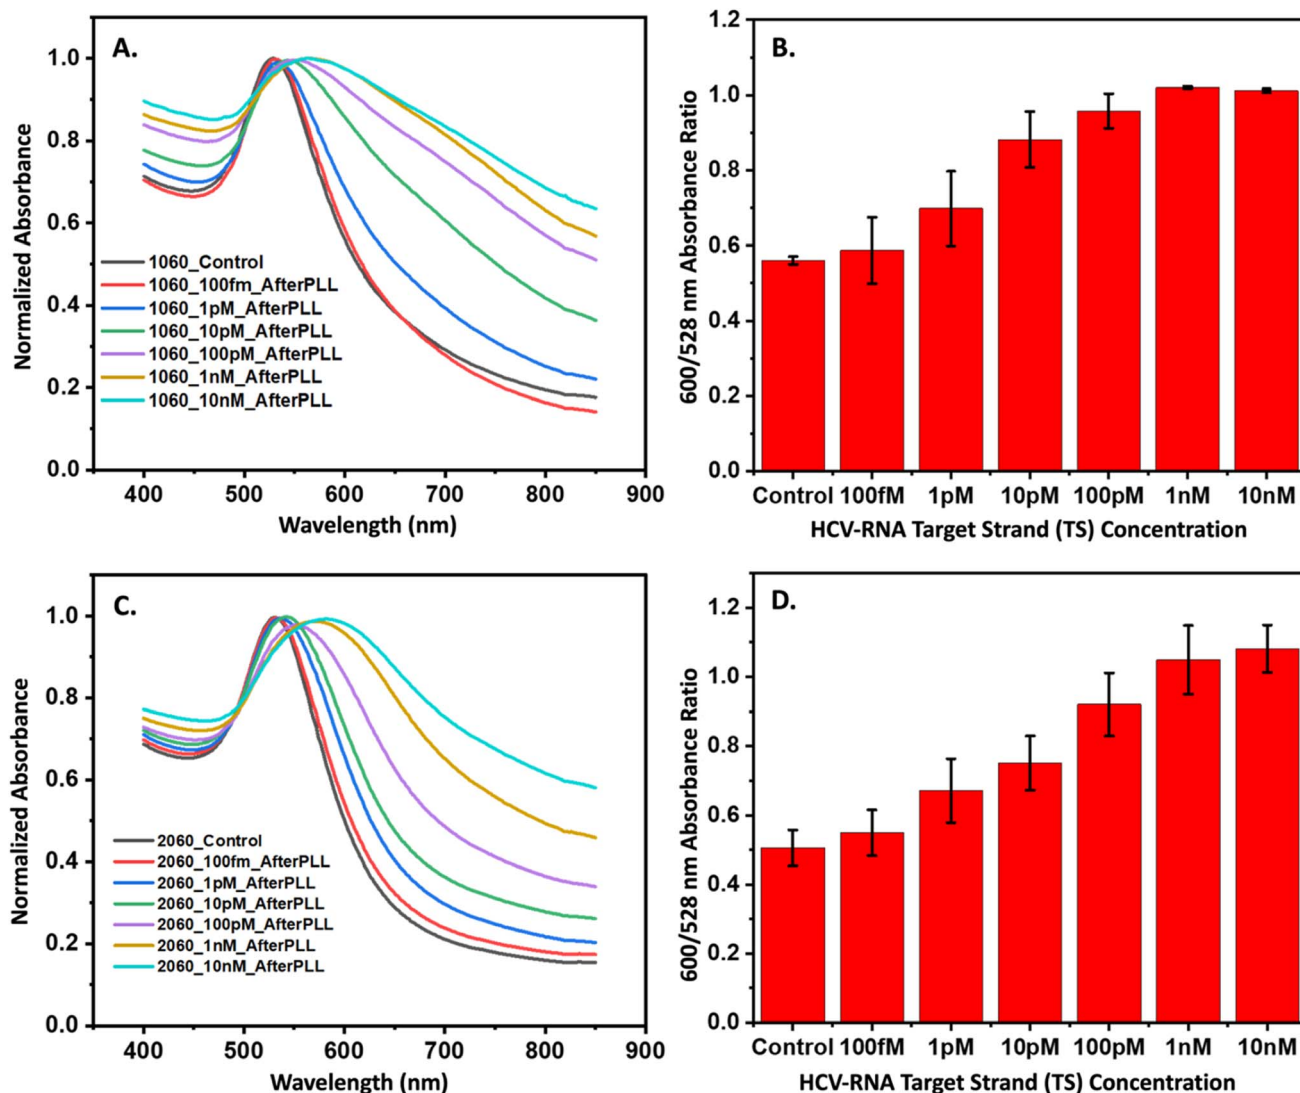 A.
1.0
0.8
0.6
0.4
0.2
0.0
Normalized Absorbance
1060_Control
1060_100fm_AfterPLL
1060_1pM_AfterPLL
1060_10pM_AfterPLL
1060_100pM_AfterPLL
1060_1nM_AfterPLL
1060_10nM_AfterPLL
400 500 600 700 800 900
Wavelength (nm)
B.
1.2
1.0
0.8
0.6
0.4
0.2
0.0
600/528 nm Absorbance Ratio
Control 100fM 1pM 10pM 100pM 1nM 10nM
HCV-RNA Target Strand (TS) Concentration
C.
1.0
0.8
0.6
0.4
0.2
0.0
Normalized Absorbance
2060_Control
2060_100fm_AfterPLL
2060_1pM_AfterPLL
2060_10pM_AfterPLL
2060_100pM_AfterPLL
2060_1nM_AfterPLL
2060_10nM_AfterPLL
400 500 600 700 800 900
Wavelength (nm)
D.
1.2
1.0
0.8
0.6
0.4
0.2
0.0
600/528 nm Absorbance Ratio
Control 100fM 1pM 10pM 100pM 1nM 10nM
HCV-RNA Target Strand (TS) Concentration